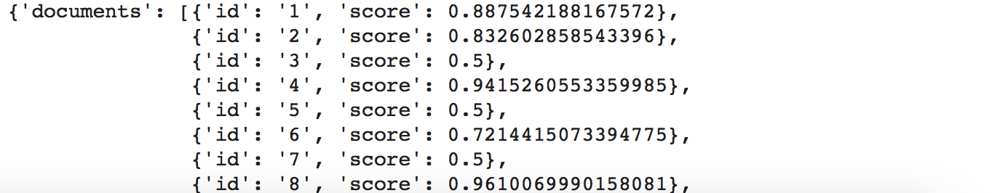 {'documents': [{'id': '1', 'score': 0.887542188167572},
{'id': '2', 'score': 0.832602858543396},
{'id': '3', 'score': 0.5},
{'id': '4', 'score': 0.9415260553359985},
{'id': '5', 'score': 0.5},
{'id': '6', 'score': 0.7214415073394775},
{'id': '7', 'score': 0.5},
{'id': '8', 'score': 0.9610069990158081},